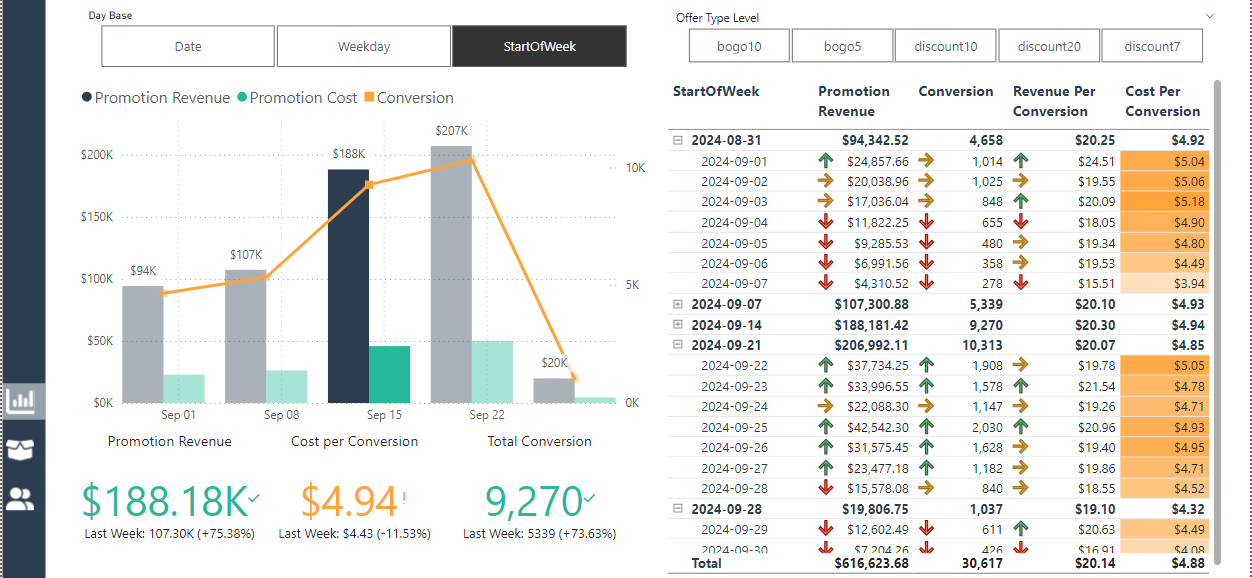 Day Base
Date
Weekday
StartOfWeek
Promotion Revenue Promotion Cost Conversion
$207K
$188K
$107K
$94K
$20K
$200K
$150K
$100K
$50K
$0K
10K
5K
0K
Sep 01 Sep 08 Sep 15 Sep 22
Promotion Revenue
Cost per Conversion
Total Conversion
$188.18K
$4.94!
9,270
Last Week: 107.30K (+75.38%)
Last Week: $4.43 (-11.53%)
Last Week: 5339 (+73.63%)
Offer Type Level
bogo10
bogo5
discount10
discount20
discount7
StartOfWeek Promotion Revenue Conversion Revenue Per Conversion Cost Per Conversion
2024-08-31 $94,342.52 4,658 $20.25 $4.92
2024-09-01 $24,857.66 1,014 $24.51 $5.04
2024-09-02 $20,038.96 1,025 $19.55 $5.06
2024-09-03 $17,036.04 848 $20.09 $5.18
2024-09-04 $11,822.25 655 $18.05 $4.90
2024-09-05 $9,285.53 480 $19.34 $4.80
2024-09-06 $6,991.56 358 $19.53 $4.49
2024-09-07 $4,310.52 278 $15.51 $3.94
2024-09-07 $107,300.88 5,339 $20.10 $4.93
2024-09-14 $188,181.42 9,270 $20.30 $4.94
2024-09-21 $206,992.11 10,313 $20.07 $4.85
2024-09-22 $37,734.25 1,908 $19.78 $5.05
2024-09-23 $33,996.55 1,578 $21.54 $4.78
2024-09-24 $22,088.30 1,147 $19.26 $4.71
2024-09-25 $42,542.30 2,030 $20.96 $4.93
2024-09-26 $31,575.45 1,628 $19.40 $4.95
2024-09-27 $23,477.18 1,182 $19.86 $4.71
2024-09-28 $15,578.08 840 $18.55 $4.52
2024-09-28 $19,806.75 1,037 $19.10 $4.32
2024-09-29 $12,602.49 611 $20.63 $4.49
2024-09-30 $7,204.26 426 $16.91 $4.08
Total $616,623.68 30,617 $20.14 $4.88